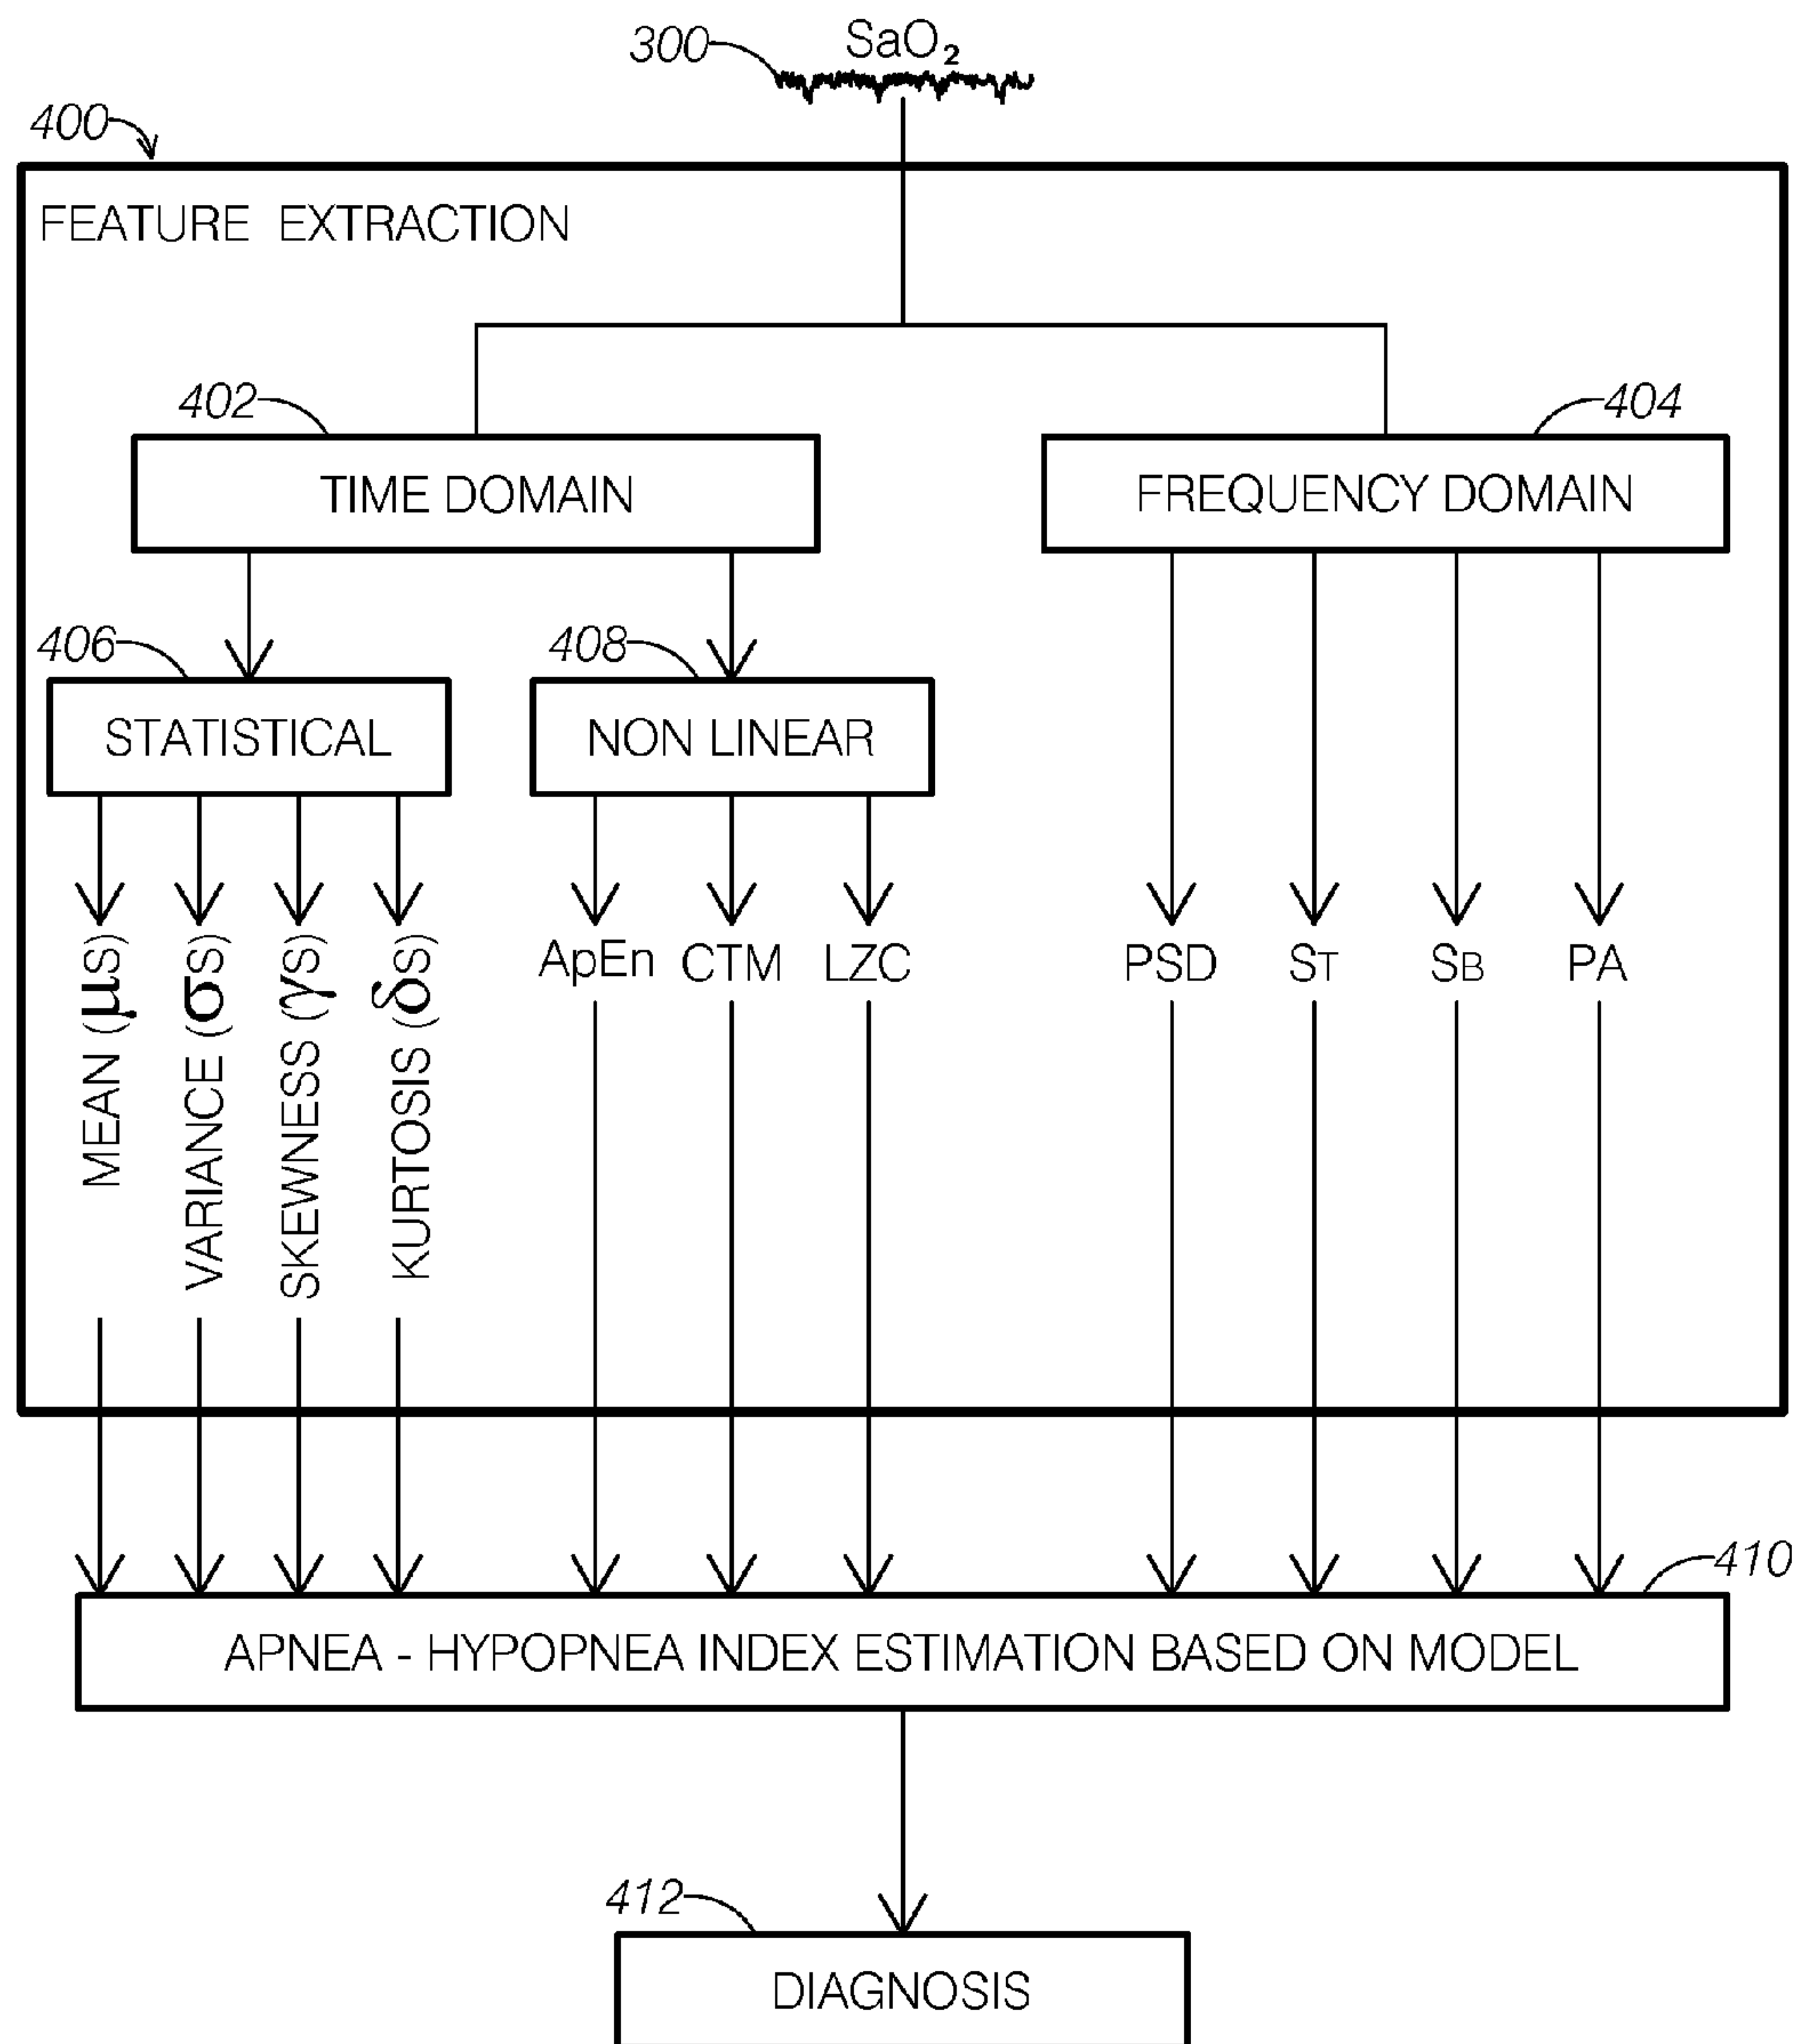 300
SaO₂
400
FEATURE EXTRACTION
402
404
TIME DOMAIN
FREQUENCY DOMAIN
406
408
STATISTICAL
NON LINEAR
MEAN (μs)
VARIANCE (σs)
SKEWNESS (γs)
KURTOSIS (δs)
ApEn
CTM
LZC
PSD
ST
SB
PA
410
APNEA - HYPOPNEA INDEX ESTIMATION BASED ON MODEL
412
DIAGNOSIS